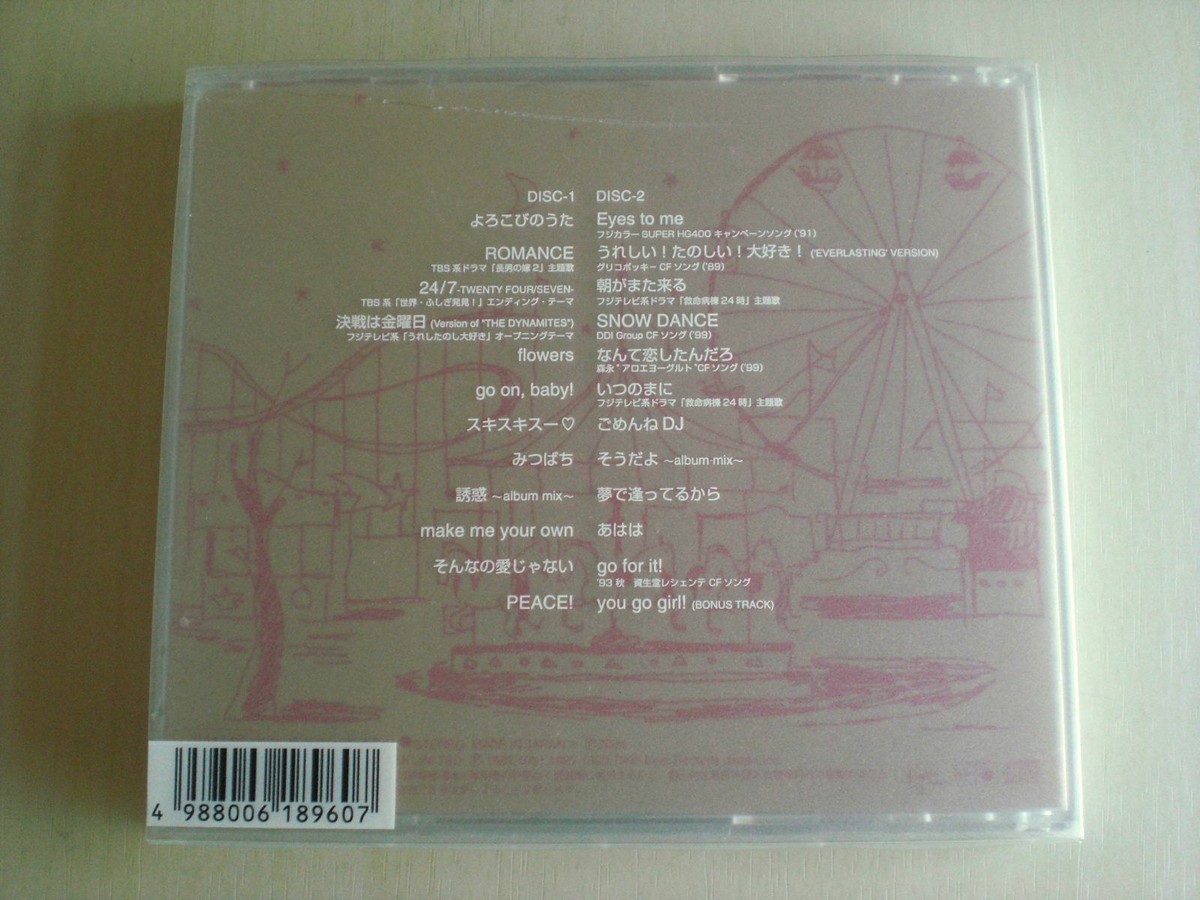 DISC-1
よろこびのうた
ROMANCE
TBS系ドラマ「長男の嫁2」主題歌
24/7-TWENTY FOUR/SEVEN-
TBS系「世界・ふしぎ発見!」エンディング・テーマ
決戦は金曜日 (Version of "THE DYNAMITES")
フジテレビ系「うれしたのし大好き」オープニングテーマ
flowers
go on, baby!
スキスキスー♡
みつばち
誘惑 ~album mix~
make me your own
そんなの愛じゃない
PEACE!
DISC-2
Eyes to me
フジカラー SUPER HG400 キャンペーンソング ('91)
うれしい!たのしい!大好き! ('EVERLASTING' VERSION)
グリコポッキー CFソング ('89)
朝がまた来る
フジテレビ系ドラマ「救命病棟24時」主題歌
SNOW DANCE
DDI Group CFソング ('99)
なんて恋したんだろ
森永"アロエヨーグルト"CFソング ('99)
いつのまに
フジテレビ系ドラマ「救命病棟24時」主題歌
ごめんね DJ
そうだよ ~album mix~
夢で逢ってるから
あはは
go for it!
'93 秋 資生堂レシェンテ CFソング
you go girl! (BONUS TRACK)
4 988006 189607